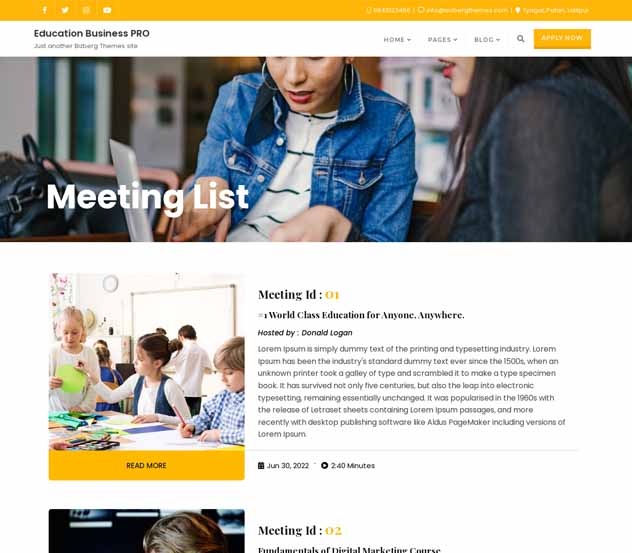 9843023456 | info@bizbergthemes.com | Tyagal, Patan, Lalitpur
Education Business PRO
Just another Bizberg Themes site
HOME
PAGES
BLOG
APPLY NOW
Meeting List
Meeting Id : 01
#1 World Class Education for Anyone, Anywhere.
Hosted by : Donald Logan
Lorem Ipsum is simply dummy text of the printing and typesetting industry. Lorem
Ipsum has been the industry's standard dummy text ever since the 1500s, when an
unknown printer took a galley of type and scrambled it to make a type specimen
book. It has survived not only five centuries, but also the leap into electronic
typesetting, remaining essentially unchanged. It was popularised in the 1960s with
the release of Letraset sheets containing Lorem Ipsum passages, and more
recently with desktop publishing software like Aldus PageMaker including versions of
Lorem Ipsum.
READ MORE
Jun 30, 2022 - 2:40 Minutes
Meeting Id : 02
Fundamentals of Digital Marketing Course